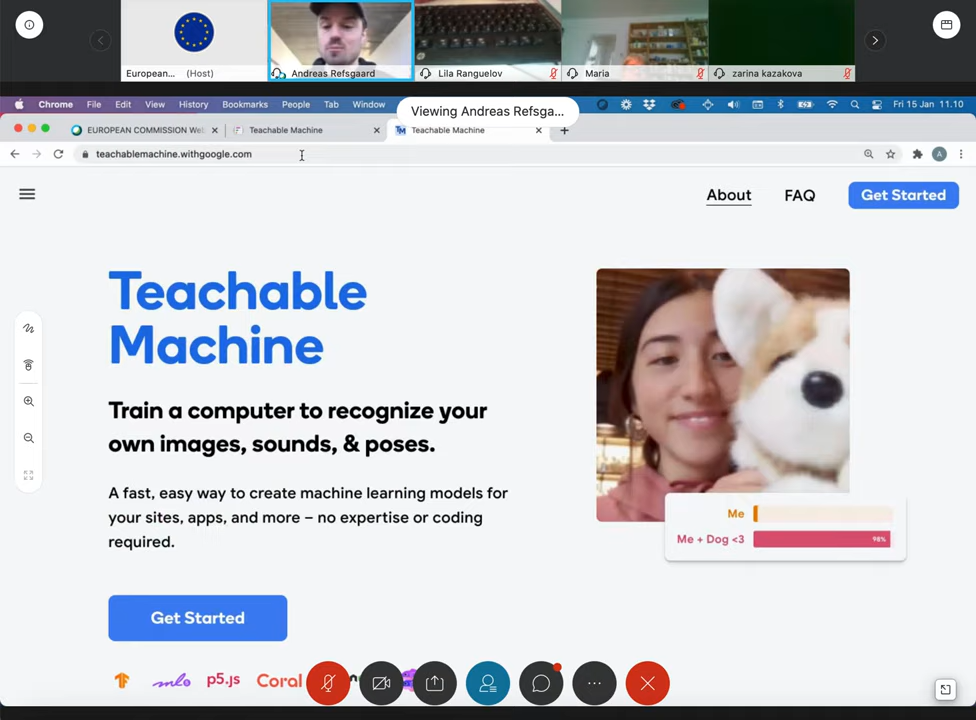 European... (Host)
Andreas Refsgaard
Lila Ranguelov
Maria
zarina kazakova
Chrome File Edit View History Bookmarks People Tab Window
Fri 15 Jan 11.10
Viewing Andreas Refsga...
EUROPEAN COMMISSION We
Teachable Machine
Teachable Machine
teachablemachine.withgoogle.com
A
About FAQ Get Started
Teachable
Machine
Train a computer to recognize your
own images, sounds, & poses.
A fast, easy way to create machine learning models for
your sites, apps, and more – no expertise or coding
required.
Me
Me + Dog <3 98%
Get Started
p5.js Coral